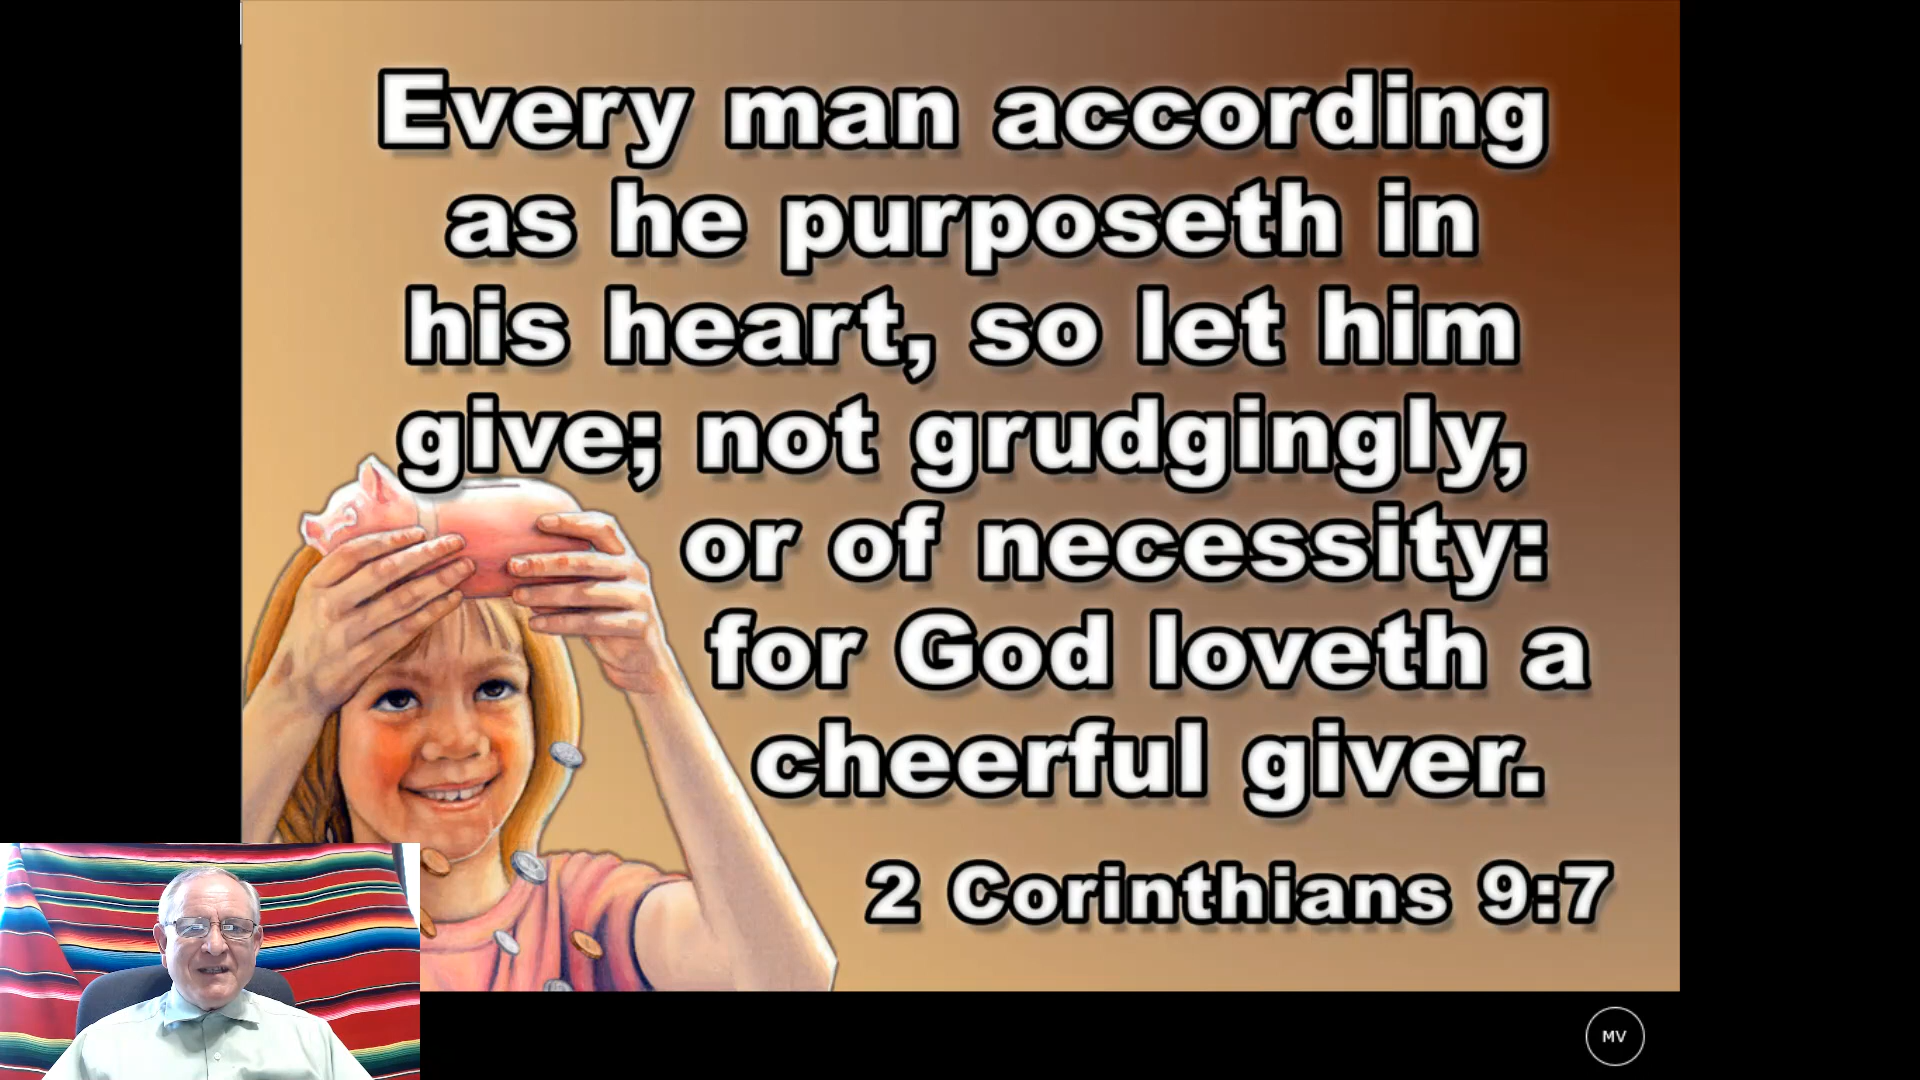 Every man according
as he purposeth in
his heart, so let him
give; not grudgingly,
or of necessity:
for God loveth a
cheerful giver.
2 Corinthians 9:7
MV